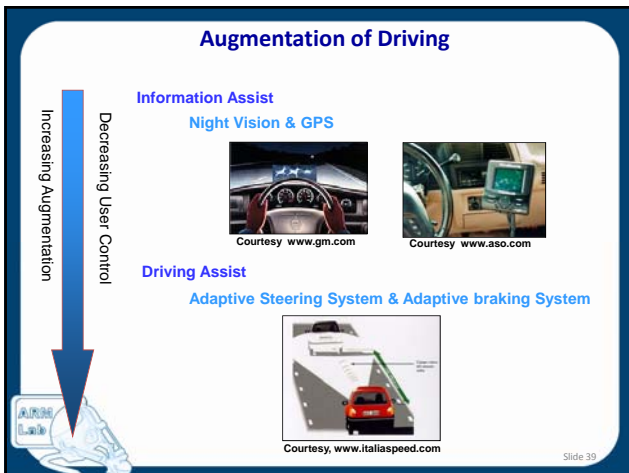 Augmentation of Driving
Increasing Augmentation
Decreasing User Control
Information Assist
Night Vision & GPS
Courtesy www.gm.com
Courtesy www.aso.com
Driving Assist
Adaptive Steering System & Adaptive braking System
Courtesy, www.italiaspeed.com
ARM
Lab
Slide 39